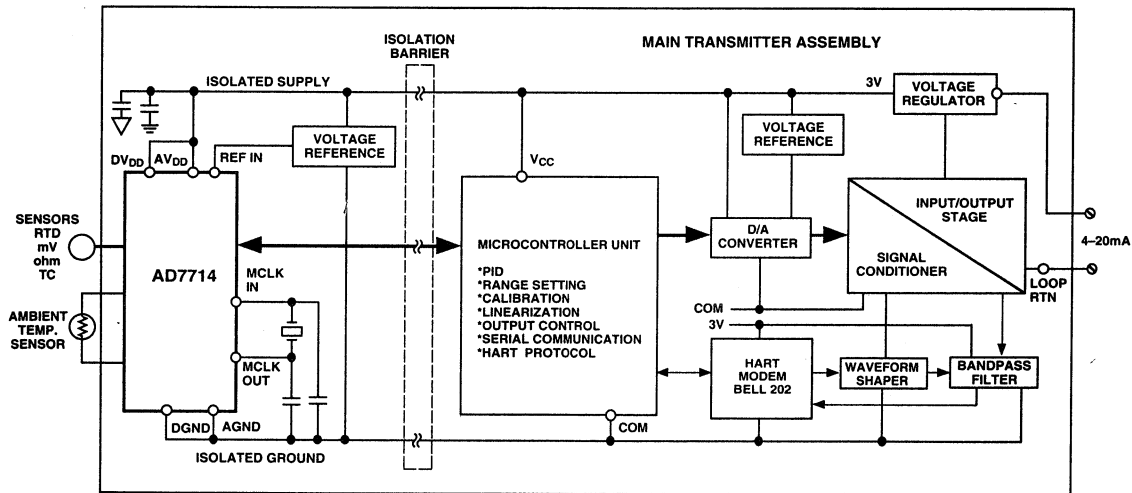 ISOLATION
BARRIER
MAIN TRANSMITTER ASSEMBLY
ISOLATED SUPPLY
3V
VOLTAGE
REGULATOR
VOLTAGE
REFERENCE
VOLTAGE
REFERENCE
DVDD
AVDD
REF IN
VCC
SENSORS
RTD
mV
ohm
TC
AD7714
MCLK
IN
MCLK
OUT
AMBIENT
TEMP.
SENSOR
DGND
AGND
ISOLATED GROUND
MICROCONTROLLER UNIT
*PID
*RANGE SETTING
*CALIBRATION
*LINEARIZATION
*OUTPUT CONTROL
*SERIAL COMMUNICATION
*HART PROTOCOL
COM
D/A
CONVERTER
INPUT/OUTPUT
STAGE
SIGNAL
CONDITIONER
4–20mA
LOOP
RTN
COM
3V
HART
MODEM
BELL 202
WAVEFORM
SHAPER
BANDPASS
FILTER